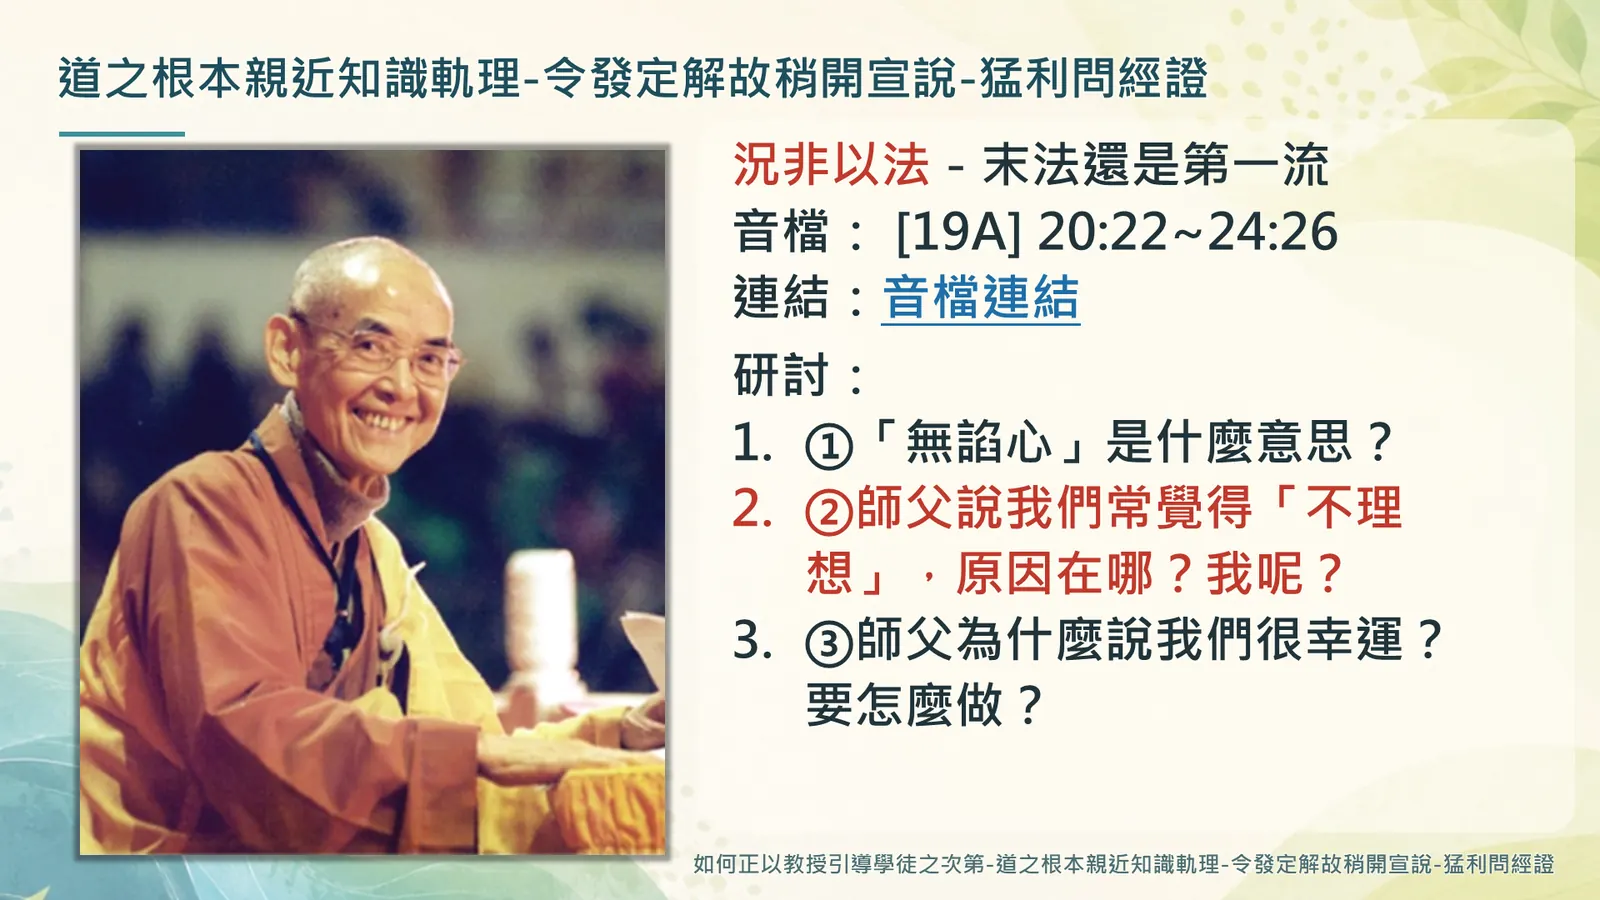 道之根本親近知識軌理-令發定解故稍開宣說-猛利問經證
況非以法 - 末法還是第一流
音檔： [19A] 20:22~24:26
連結：音檔連結
研討：
1. ①「無諂心」是什麼意思？
2. ②師父說我們常覺得「不理
想」，原因在哪？我呢？
3. ③師父為什麼說我們很幸運？
要怎麼做？
如何正以教授引導學徒之次第-道之根本親近知識軌理-令發定解故稍開宣說-猛利問經證